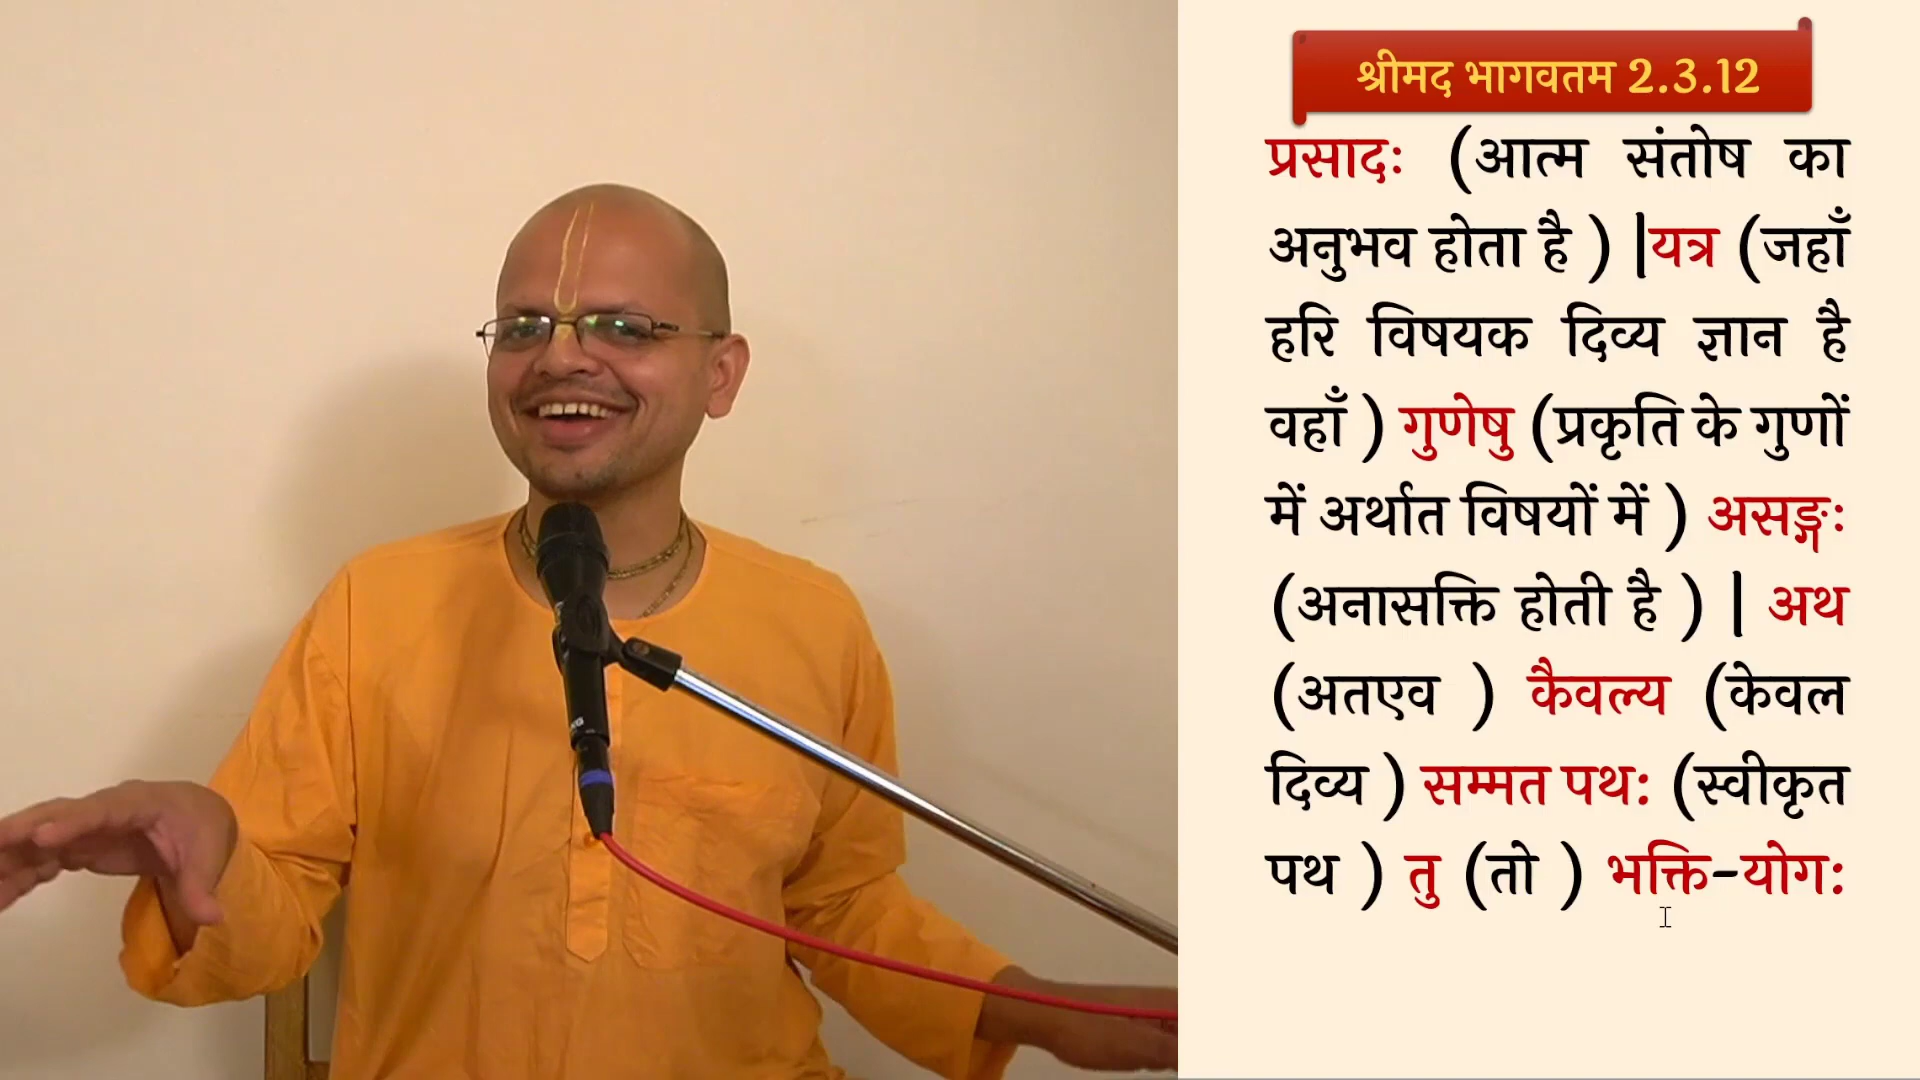 श्रीमद भागवतम 2.3.12
प्रसादः (आत्म संतोष का
अनुभव होता है ) |यत्र (जहाँ
हरि विषयक दिव्य ज्ञान है
वहाँ ) गुणेषु (प्रकृति के गुणों
में अर्थात विषयों में ) असङ्गः
(अनासक्ति होती है ) | अथ
(अतएव ) कैवल्य (केवल
दिव्य ) सम्मत पथः (स्वीकृत
पथ ) तु (तो ) भक्ति-योगः